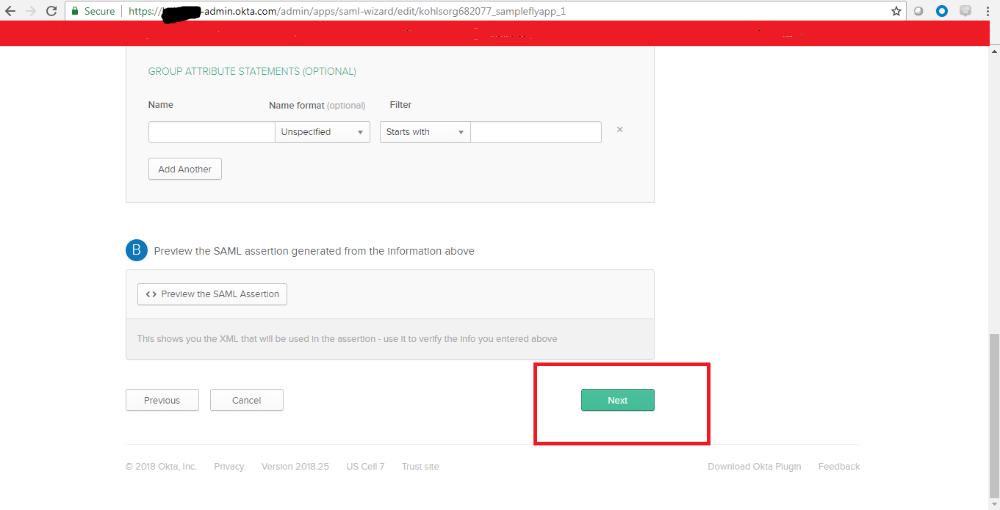 Secure https:// -admin.okta.com/admin/apps/saml-wizard/edit/kohlsorg682077_sampleflyapp_1
GROUP ATTRIBUTE STATEMENTS (OPTIONAL)
Name Name format (optional) Filter
Unspecified Starts with
Add Another
B Preview the SAML assertion generated from the information above
<> Preview the SAML Assertion
This shows you the XML that will be used in the assertion - use it to verify the info you entered above
Previous Cancel Next
© 2018 Okta, Inc. Privacy Version 2018.25 US Cell 7 Trust site Download Okta Plugin Feedback